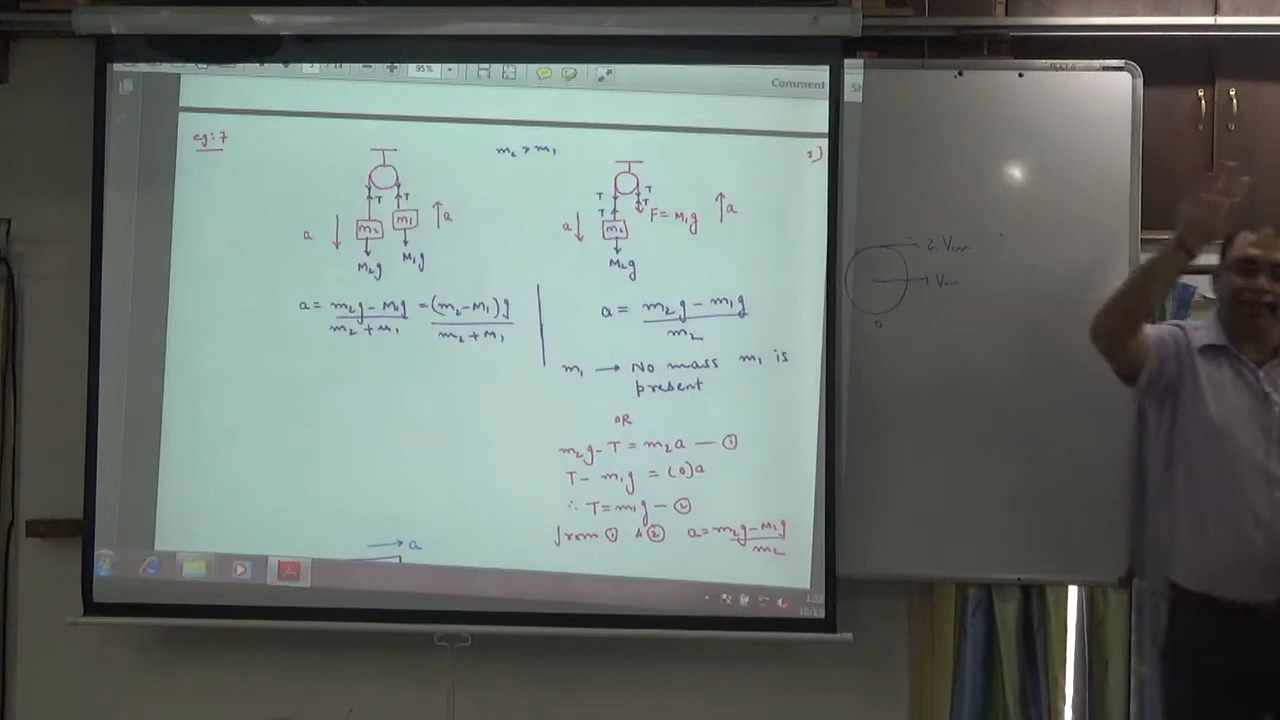 95%
Comment
eg:7
m₂ > m₁
s)
T T
m₂ m₁
a a
M₂g M₁g
T T
T T
m₂ F = M₁g
a a
M₂g
a = m₂g - M₁g / m₂ + M₁ = (m₂ - M₁)g / m₂ + M₁
a = m₂g - m₁g / m₂
m₁ → No mass m₁ is
present
OR
m₂g - T = m₂a — ①
T - m₁g = (0)a
∴ T = m₁g — ②
from ① & ② a = m₂g - M₁g / m₂
→ a